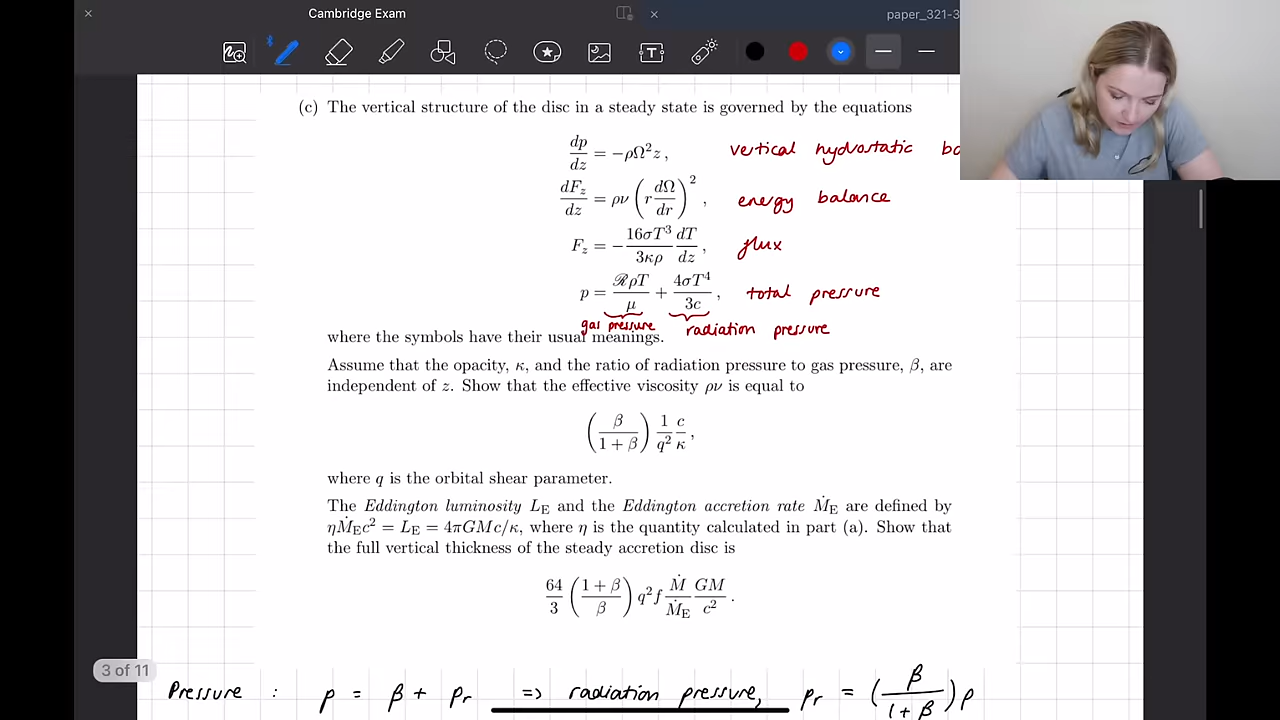 Cambridge Exam
paper_321-3
(c) The vertical structure of the disc in a steady state is governed by the equations
dp/dz = −ρΩ²z , vertical hydrostatic ba
dF_z/dz = ρν (r dΩ/dr)² , energy balance
F_z = − 16σT³/3κρ dT/dz , flux
p = ℛρT/μ + 4σT⁴/3c , total pressure
gas pressure radiation pressure
where the symbols have their usual meanings.
Assume that the opacity, κ, and the ratio of radiation pressure to gas pressure, β, are
independent of z. Show that the effective viscosity ρν is equal to
(β/1 + β) 1/q² c/κ ,
where q is the orbital shear parameter.
The Eddington luminosity L_E and the Eddington accretion rate Ṁ_E are defined by
ηṀ_Ec² = L_E = 4πGMc/κ, where η is the quantity calculated in part (a). Show that
the full vertical thickness of the steady accretion disc is
64/3 (1 + β/β) q²f Ṁ/Ṁ_E GM/c² .
3 of 11
Pressure : p = β + p_r ⇒ radiation pressure, p_r = (β/1 + β) p